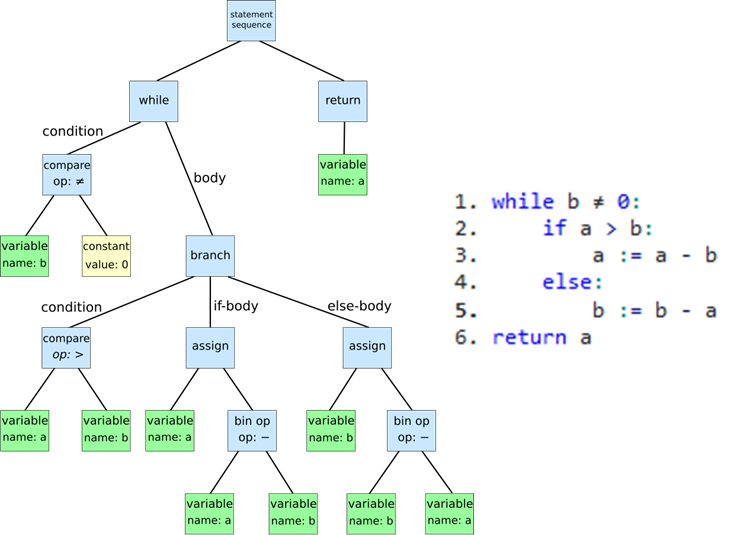 statement
sequence
while
return
condition
compare
op: ≠
body
variable
name: a
variable
name: b
constant
value: 0
branch
condition
if-body
else-body
compare
op: >
assign
assign
variable
name: a
variable
name: b
variable
name: a
bin op
op: −
variable
name: b
bin op
op: −
variable
name: a
variable
name: b
variable
name: b
variable
name: a
1. while b ≠ 0:
2.     if a > b:
3.         a := a - b
4.     else:
5.         b := b - a
6. return a